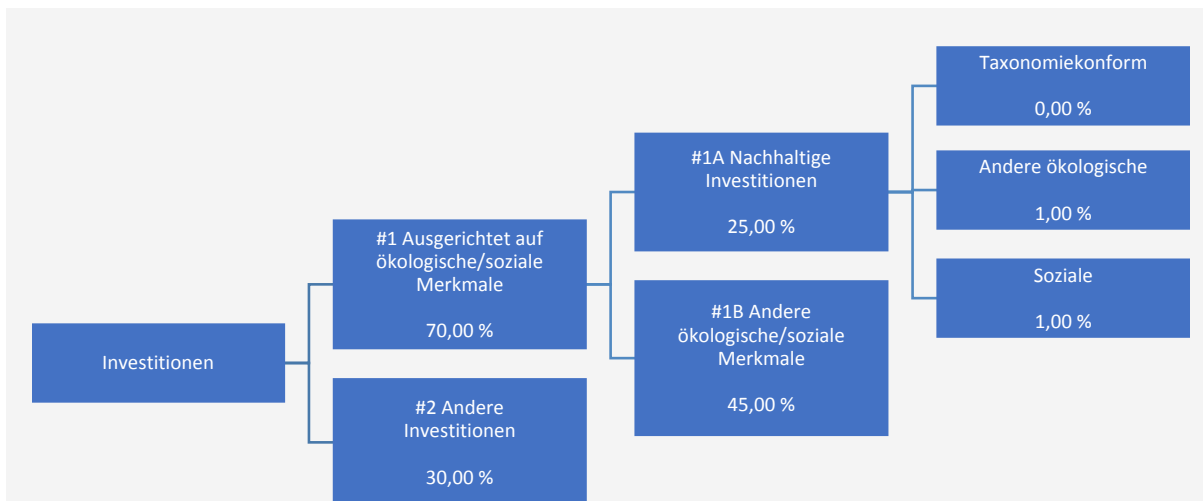 Investitionen
#1 Ausgerichtet auf
ökologische/soziale
Merkmale
70,00 %
#2 Andere
Investitionen
30,00 %
#1A Nachhaltige
Investitionen
25,00 %
#1B Andere
ökologische/soziale
Merkmale
45,00 %
Taxonomiekonform
0,00 %
Andere ökologische
1,00 %
Soziale
1,00 %